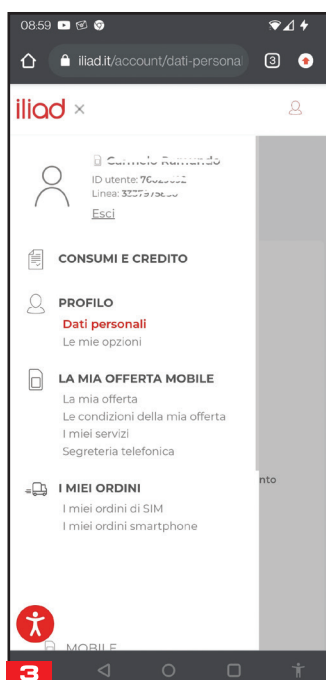 08:59
iliad.it/account/dati-persona
3
iliad ×
ID utente:
Linea:
Esci
CONSUMI E CREDITO
PROFILO
Dati personali
Le mie opzioni
LA MIA OFFERTA MOBILE
La mia offerta
Le condizioni della mia offerta
I miei servizi
Segreteria telefonica
nto
I MIEI ORDINI
I miei ordini di SIM
I miei ordini smartphone
MOBILE
3